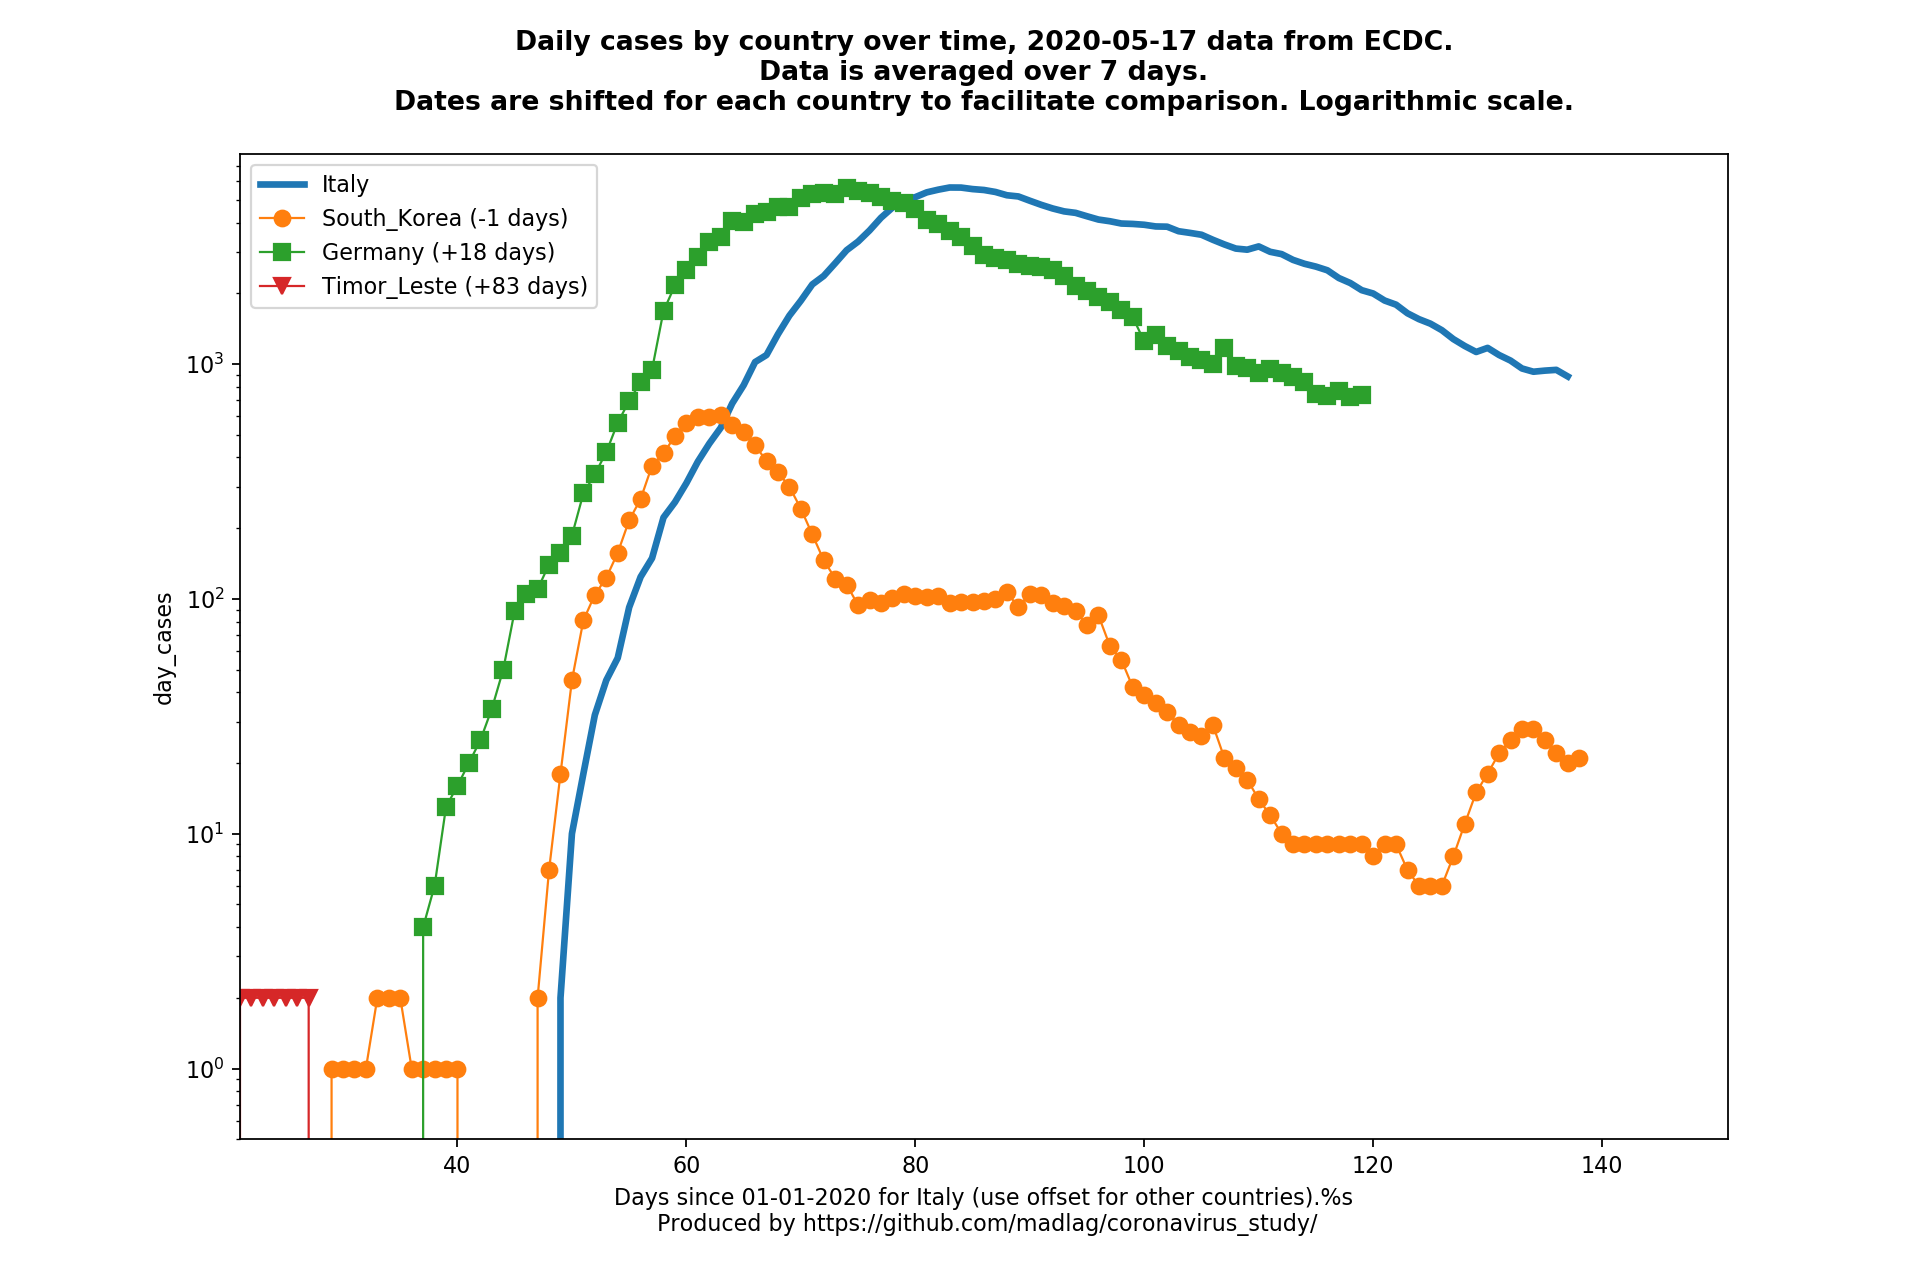 Daily cases by country over time, 2020-05-17 data from ECDC.
Data is averaged over 7 days.
Dates are shifted for each country to facilitate comparison. Logarithmic scale.
Italy
South_Korea (-1 days)
Germany (+18 days)
Timor_Leste (+83 days)
day_cases
10³
10²
10¹
10⁰
40 60 80 100 120 140
Days since 01-01-2020 for Italy (use offset for other countries).%s
Produced by https://github.com/madlag/coronavirus_study/